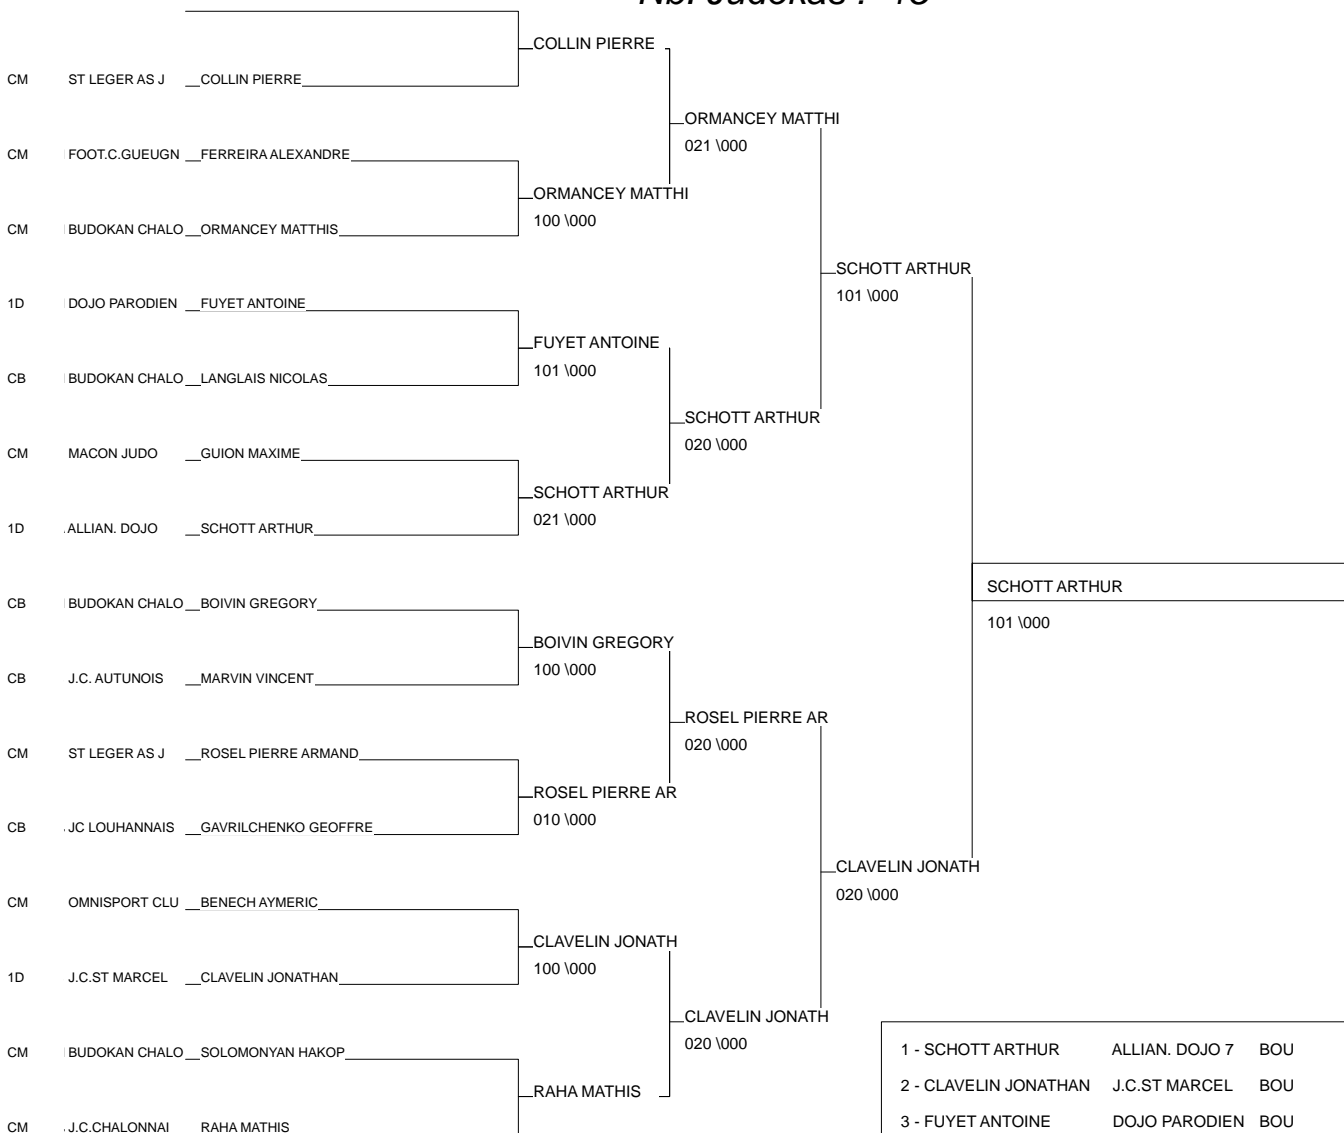 COLLIN PIERRE
CM ST LEGER AS J COLLIN PIERRE
ORMANCEY MATTHI
021 \000
CM FOOT.C.GUEUGN FERREIRA ALEXANDRE
ORMANCEY MATTHI
100 \000
CM BUDOKAN CHALO ORMANCEY MATTHIS
SCHOTT ARTHUR
101 \000
1D DOJO PARODIEN FUYET ANTOINE
FUYET ANTOINE
101 \000
CB BUDOKAN CHALO LANGLAIS NICOLAS
SCHOTT ARTHUR
020 \000
CM MACON JUDO GUION MAXIME
SCHOTT ARTHUR
021 \000
1D ALLIAN. DOJO SCHOTT ARTHUR
SCHOTT ARTHUR
101 \000
CB BUDOKAN CHALO BOIVIN GREGORY
BOIVIN GREGORY
100 \000
CB J.C. AUTUNOIS MARVIN VINCENT
ROSEL PIERRE AR
020 \000
CM ST LEGER AS J ROSEL PIERRE ARMAND
ROSEL PIERRE AR
010 \000
CB JC LOUHANNAIS GAVRILCHENKO GEOFFRE
CLAVELIN JONATH
020 \000
CM OMNISPORT CLU BENECH AYMERIC
CLAVELIN JONATH
100 \000
1D J.C.ST MARCEL CLAVELIN JONATHAN
CLAVELIN JONATH
020 \000
CM BUDOKAN CHALO SOLOMONYAN HAKOP
RAHA MATHIS
CM J.C.CHALONNAI RAHA MATHIS
1 - SCHOTT ARTHUR ALLIAN. DOJO 7 BOU
2 - CLAVELIN JONATHAN J.C.ST MARCEL BOU
3 - FUYET ANTOINE DOJO PARODIEN BOU